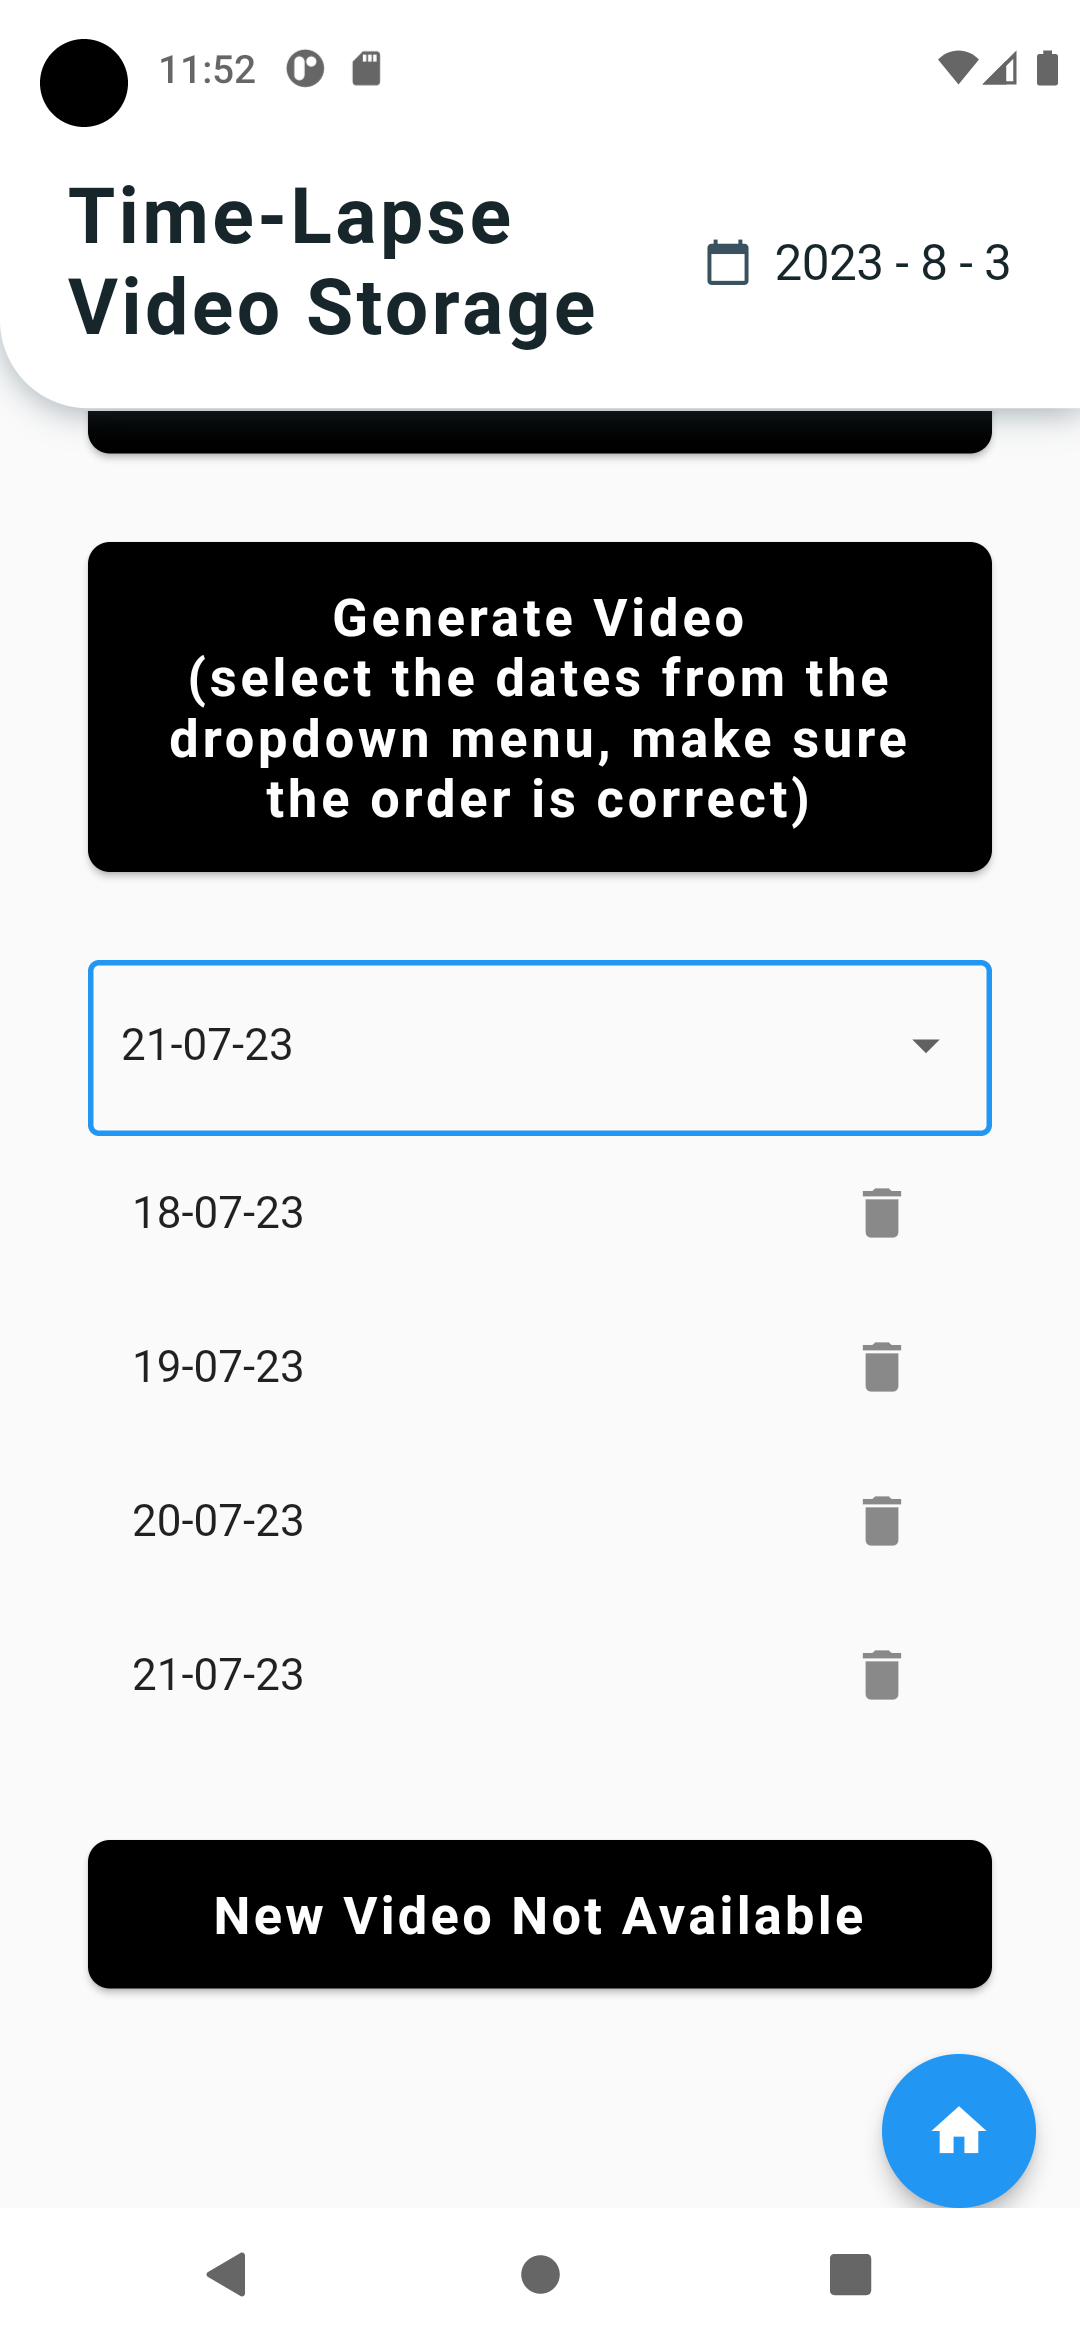 11:52
Time-Lapse
Video Storage
2023 - 8 - 3
Generate Video
(select the dates from the
dropdown menu, make sure
the order is correct)
21-07-23
18-07-23
19-07-23
20-07-23
21-07-23
New Video Not Available